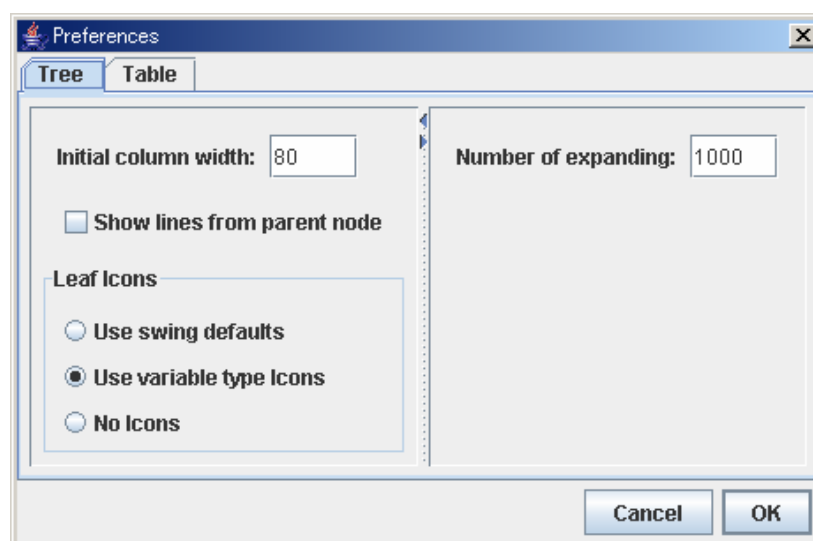 Preferences
Tree Table
Initial column width: 80
Show lines from parent node
Leaf Icons
Use swing defaults
Use variable type Icons
No Icons
Number of expanding: 1000
Cancel OK